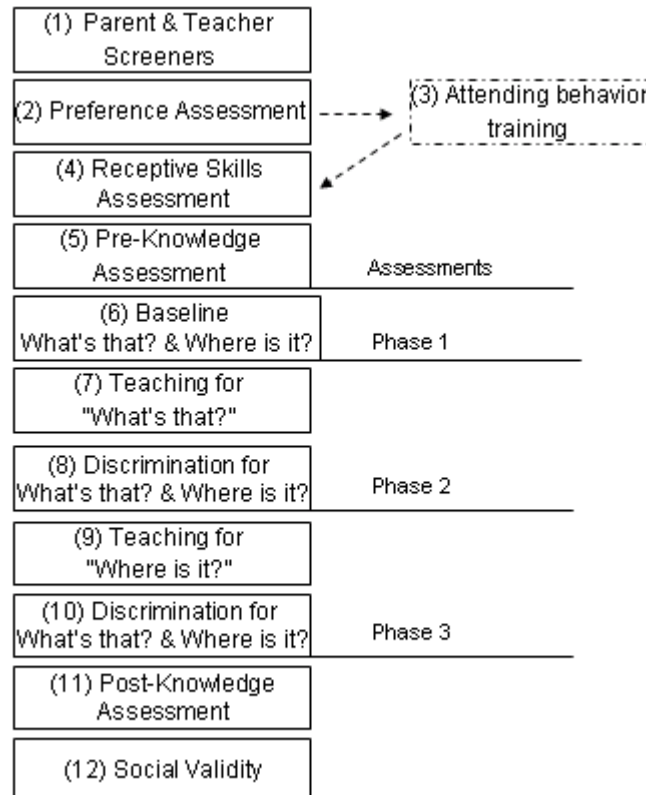 (1) Parent & Teacher
Screeners
(2) Preference Assessment
(3) Attending behavior
training
(4) Receptive Skills
Assessment
(5) Pre-Knowledge
Assessment
Assessments
(6) Baseline
What's that? & Where is it?
Phase 1
(7) Teaching for
"What's that?"
(8) Discrimination for
What's that? & Where is it?
Phase 2
(9) Teaching for
"Where is it?"
(10) Discrimination for
What's that? & Where is it?
Phase 3
(11) Post-Knowledge
Assessment
(12) Social Validity